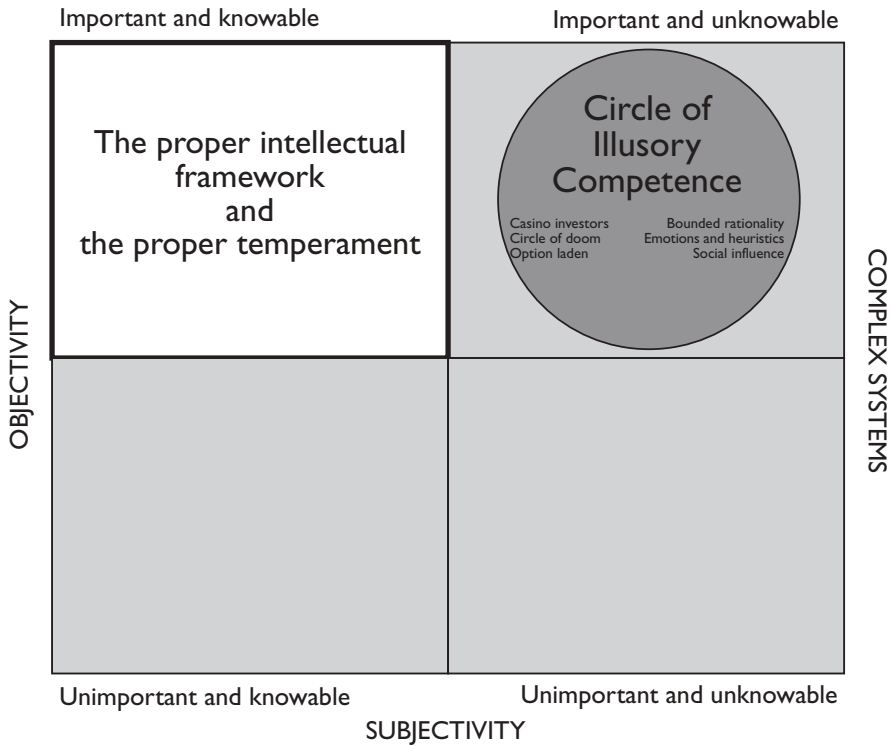 Important and knowable
Important and unknowable
The proper intellectual
framework
and
the proper temperament
Circle of
Illusory
Competence
Casino investors
Circle of doom
Option laden
Bounded rationality
Emotions and heuristics
Social influence
OBJECTIVITY
COMPLEX SYSTEMS
Unimportant and knowable
Unimportant and unknowable
SUBJECTIVITY